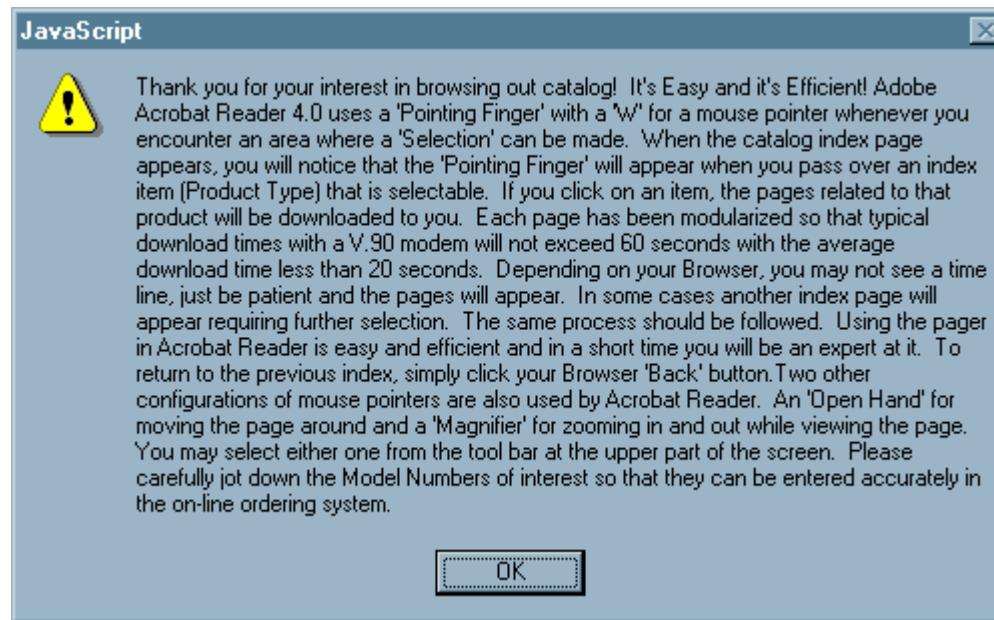 JavaScript
Thank you for your interest in browsing out catalog!  It's Easy and it's Efficient! Adobe
Acrobat Reader 4.0 uses a 'Pointing Finger' with a 'W' for a mouse pointer whenever you
encounter an area where a 'Selection' can be made.  When the catalog index page
appears, you will notice that the 'Pointing Finger' will appear when you pass over an index
item (Product Type) that is selectable.  If you click on an item, the pages related to that
product will be downloaded to you.  Each page has been modularized so that typical
download times with a V.90 modem will not exceed 60 seconds with the average
download time less than 20 seconds.  Depending on your Browser, you may not see a time
line, just be patient and the pages will appear.  In some cases another index page will
appear requiring further selection.  The same process should be followed.  Using the pager
in Acrobat Reader is easy and efficient and in a short time you will be an expert at it.  To
return to the previous index, simply click your Browser 'Back' button.Two other
configurations of mouse pointers are also used by Acrobat Reader.  An 'Open Hand' for
moving the page around and a 'Magnifier' for zooming in and out while viewing the page.
You may select either one from the tool bar at the upper part of the screen.  Please
carefully jot down the Model Numbers of interest so that they can be entered accurately in
the on-line ordering system.
OK